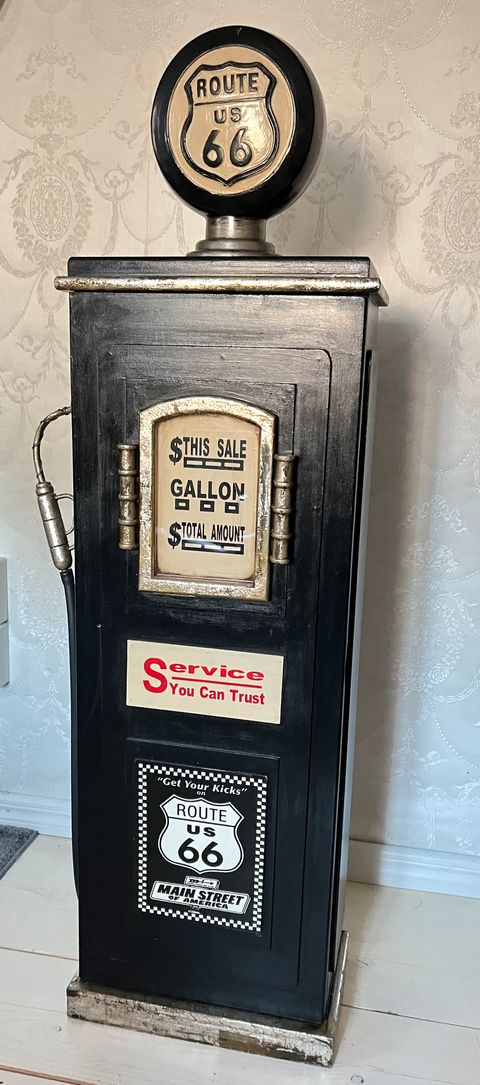 ROUTE
US
66
$THIS SALE
GALLON
$TOTAL AMOUNT
Service
You Can Trust
"Get Your Kicks"
on
ROUTE
US
66
MAIN STREET
OF AMERICA